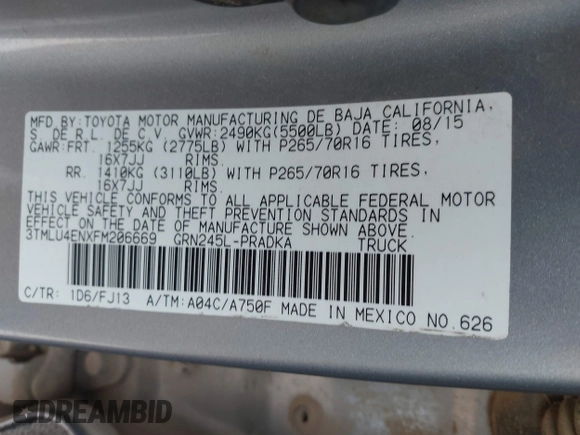 MFD.BY:TOYOTA MOTOR MANUFACTURING DE BAJA CALIFORNIA,
S. DE R.L. DE C.V. GVWR:2490KG(5500LB) DATE: 08/15
GAWR:FRT. 1255KG (2775LB) WITH P265/70R16 TIRES,
16X7JJ RIMS.
RR. 1410KG (3110LB) WITH P265/70R16 TIRES,
16X7JJ RIMS.
THIS VEHICLE CONFORMS TO ALL APPLICABLE FEDERAL MOTOR
VEHICLE SAFETY AND THEFT PREVENTION STANDARDS IN
EFFECT ON THE DATE OF MANUFACTURE SHOWN ABOVE.
3TMLU4ENXFM206669 GRN245L-PRADKA TRUCK
C/TR: 1D6/FJ13 A/TM:A04C/A750F MADE IN MEXICO NO.626
DREAMBID